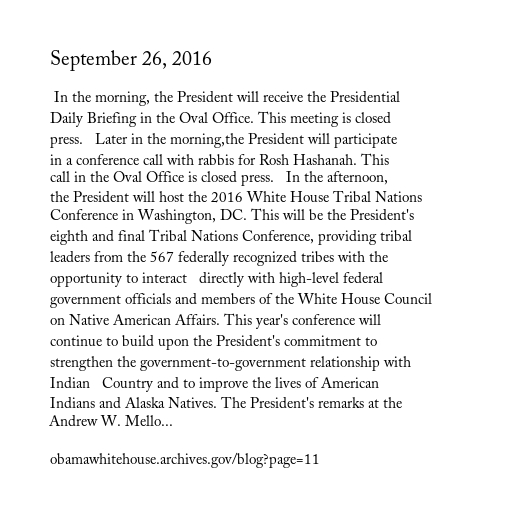 September 26, 2016
In the morning, the President will receive the Presidential
Daily Briefing in the Oval Office. This meeting is closed
press.   Later in the morning,the President will participate
in a conference call with rabbis for Rosh Hashanah. This
call in the Oval Office is closed press.   In the afternoon,
the President will host the 2016 White House Tribal Nations
Conference in Washington, DC. This will be the President's
eighth and final Tribal Nations Conference, providing tribal
leaders from the 567 federally recognized tribes with the
opportunity to interact   directly with high-level federal
government officials and members of the White House Council
on Native American Affairs. This year's conference will
continue to build upon the President's commitment to
strengthen the government-to-government relationship with
Indian   Country and to improve the lives of American
Indians and Alaska Natives. The President's remarks at the
Andrew W. Mello...
obamawhitehouse.archives.gov/blog?page=11